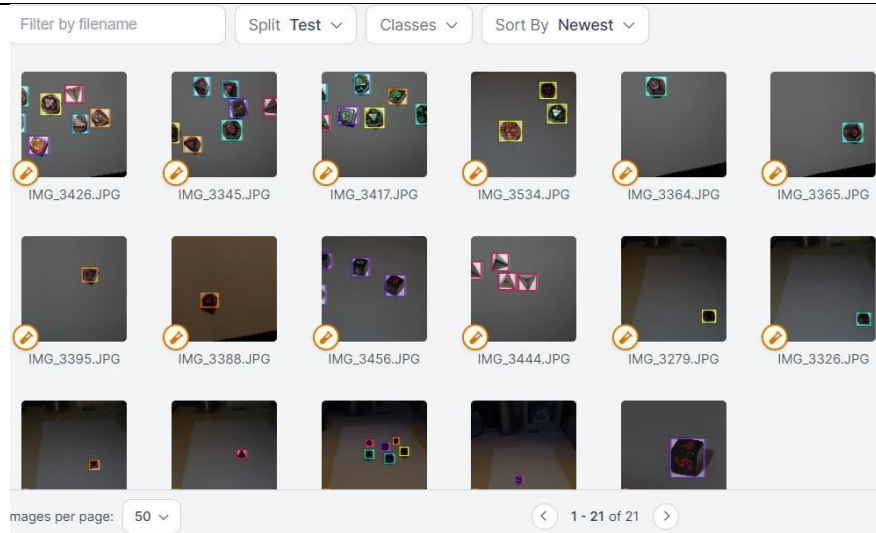 Filter by filename
Split Test
Classes
Sort By Newest
IMG_3426.JPG
IMG_3345.JPG
IMG_3417.JPG
IMG_3534.JPG
IMG_3364.JPG
IMG_3365.JPG
IMG_3395.JPG
IMG_3388.JPG
IMG_3456.JPG
IMG_3444.JPG
IMG_3279.JPG
IMG_3326.JPG
mages per page: 50
1 - 21 of 21